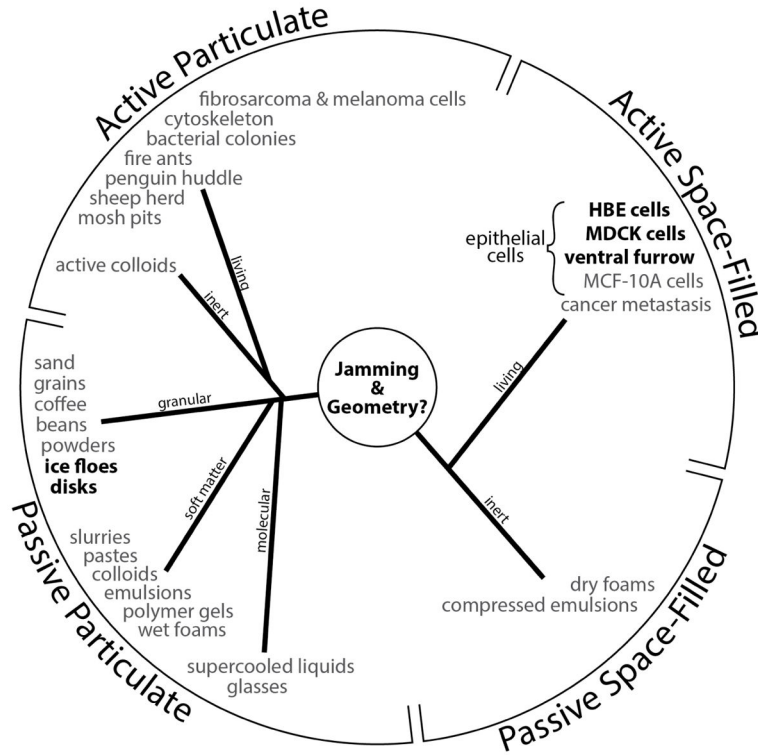 Active Particulate
fibrosarcoma & melanoma cells
cytoskeleton
bacterial colonies
fire ants
penguin huddle
sheep herd
mosh pits
living
active colloids
inert
Active Space-Filled
epithelial
cells
HBE cells
MDCK cells
ventral furrow
MCF-10A cells
cancer metastasis
living
Jamming
&
Geometry?
sand
grains
coffee
beans
powders
ice floes
disks
granular
Passive Particulate
slurries
pastes
colloids
emulsions
polymer gels
wet foams
soft matter
molecular
supercooled liquids
glasses
inert
dry foams
compressed emulsions
Passive Space-Filled